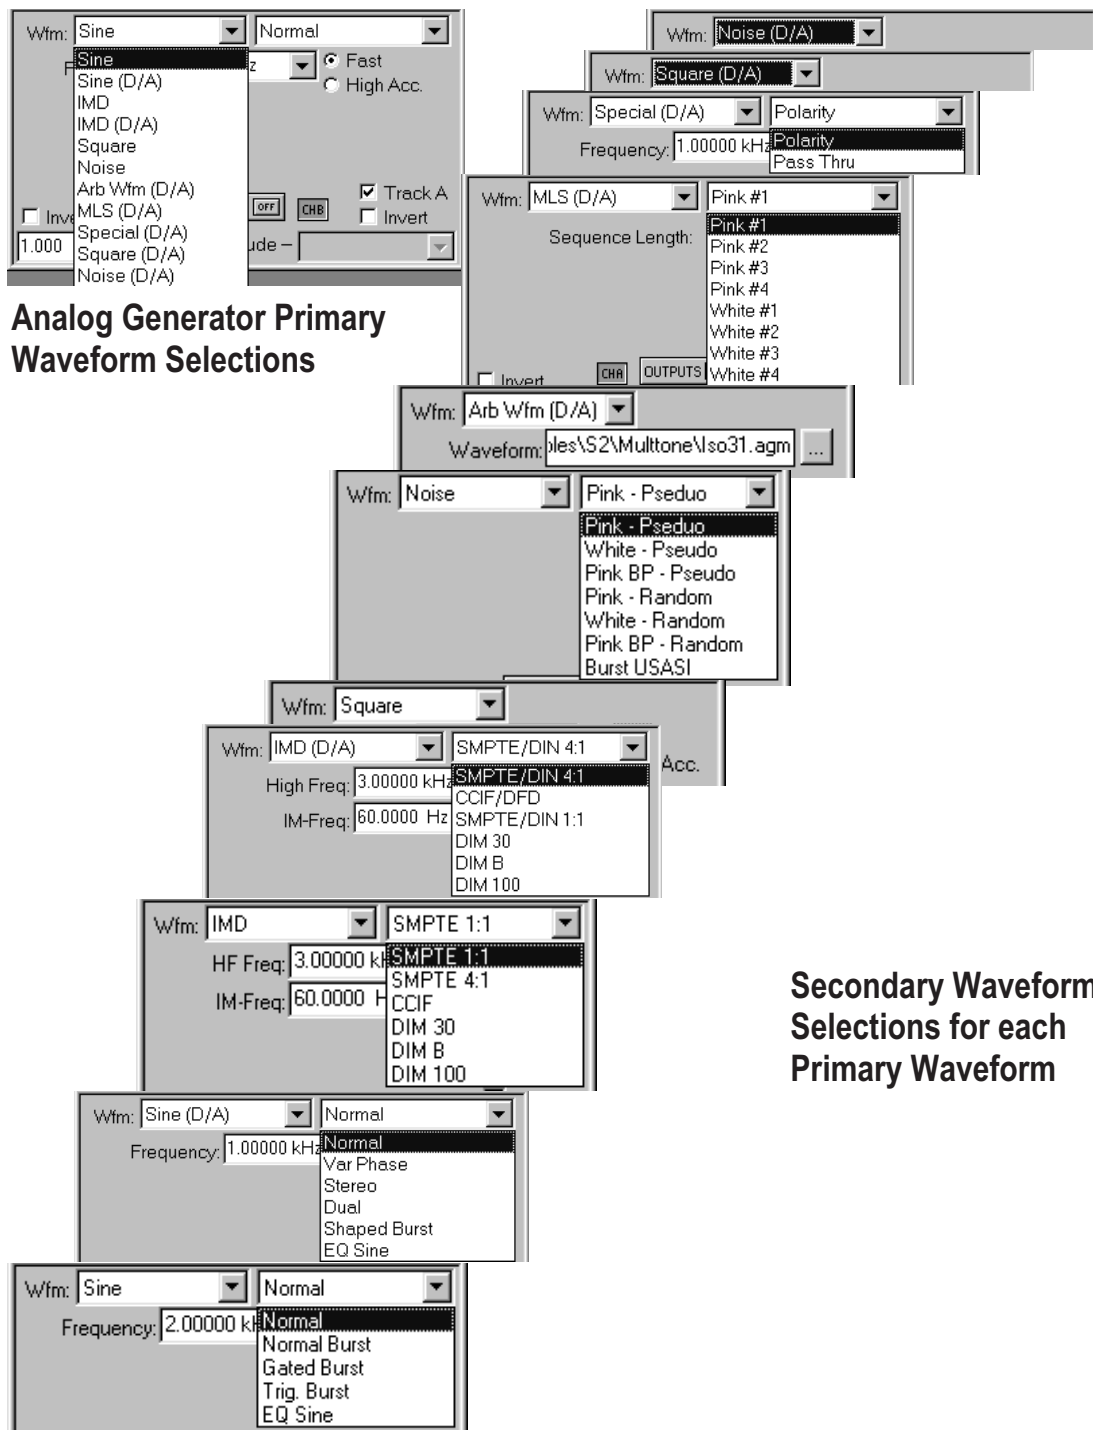 Wfm: Sine Normal
Sine
Sine (D/A)
IMD
IMD (D/A)
Square
Noise
Arb Wfm (D/A)
MLS (D/A)
Special (D/A)
Square (D/A)
Noise (D/A)
F z
Fast
High Acc.
OFF CHB
Track A
Invert
Inve
1.000 ude –
Analog Generator Primary
Waveform Selections
Wfm: Noise (D/A)
Wfm: Square (D/A)
Wfm: Special (D/A) Polarity
Frequency: 1.00000 kHz
Polarity
Pass Thru
Wfm: MLS (D/A) Pink #1
Sequence Length:
Pink #1
Pink #2
Pink #3
Pink #4
White #1
White #2
White #3
White #4
Invert CHA OUTPUTS
Wfm: Arb Wfm (D/A)
Waveform: ples\S2\Multtone\Iso31.agm ...
Wfm: Noise Pink - Pseduo
Pink - Pseduo
White - Pseudo
Pink BP - Pseudo
Pink - Random
White - Random
Pink BP - Random
Burst USASI
Wfm: Square
Acc.
Wfm: IMD (D/A) SMPTE/DIN 4:1
High Freq: 3.00000 kHz
IM-Freq: 60.0000 Hz
SMPTE/DIN 4:1
CCIF/DFD
SMPTE/DIN 1:1
DIM 30
DIM B
DIM 100
Wfm: IMD SMPTE 1:1
HF Freq: 3.00000 kH
IM-Freq: 60.0000 H
SMPTE 1:1
SMPTE 4:1
CCIF
DIM 30
DIM B
DIM 100
Secondary Waveform
Selections for each
Primary Waveform
Wfm: Sine (D/A) Normal
Frequency: 1.00000 kHz
Normal
Var Phase
Stereo
Dual
Shaped Burst
EQ Sine
Wfm: Sine Normal
Frequency: 2.00000 kH
Normal
Normal Burst
Gated Burst
Trig. Burst
EQ Sine